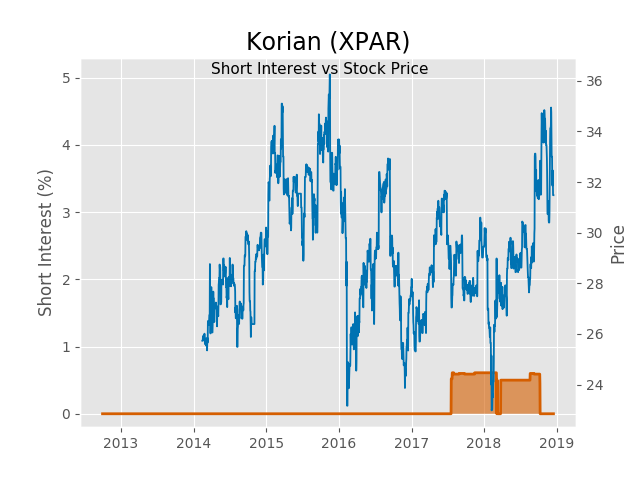 Korian (XPAR)
Short Interest vs Stock Price
Short Interest (%)
5
4
3
2
1
0
36
34
32
30
28
26
24
Price
2013 2014 2015 2016 2017 2018 2019